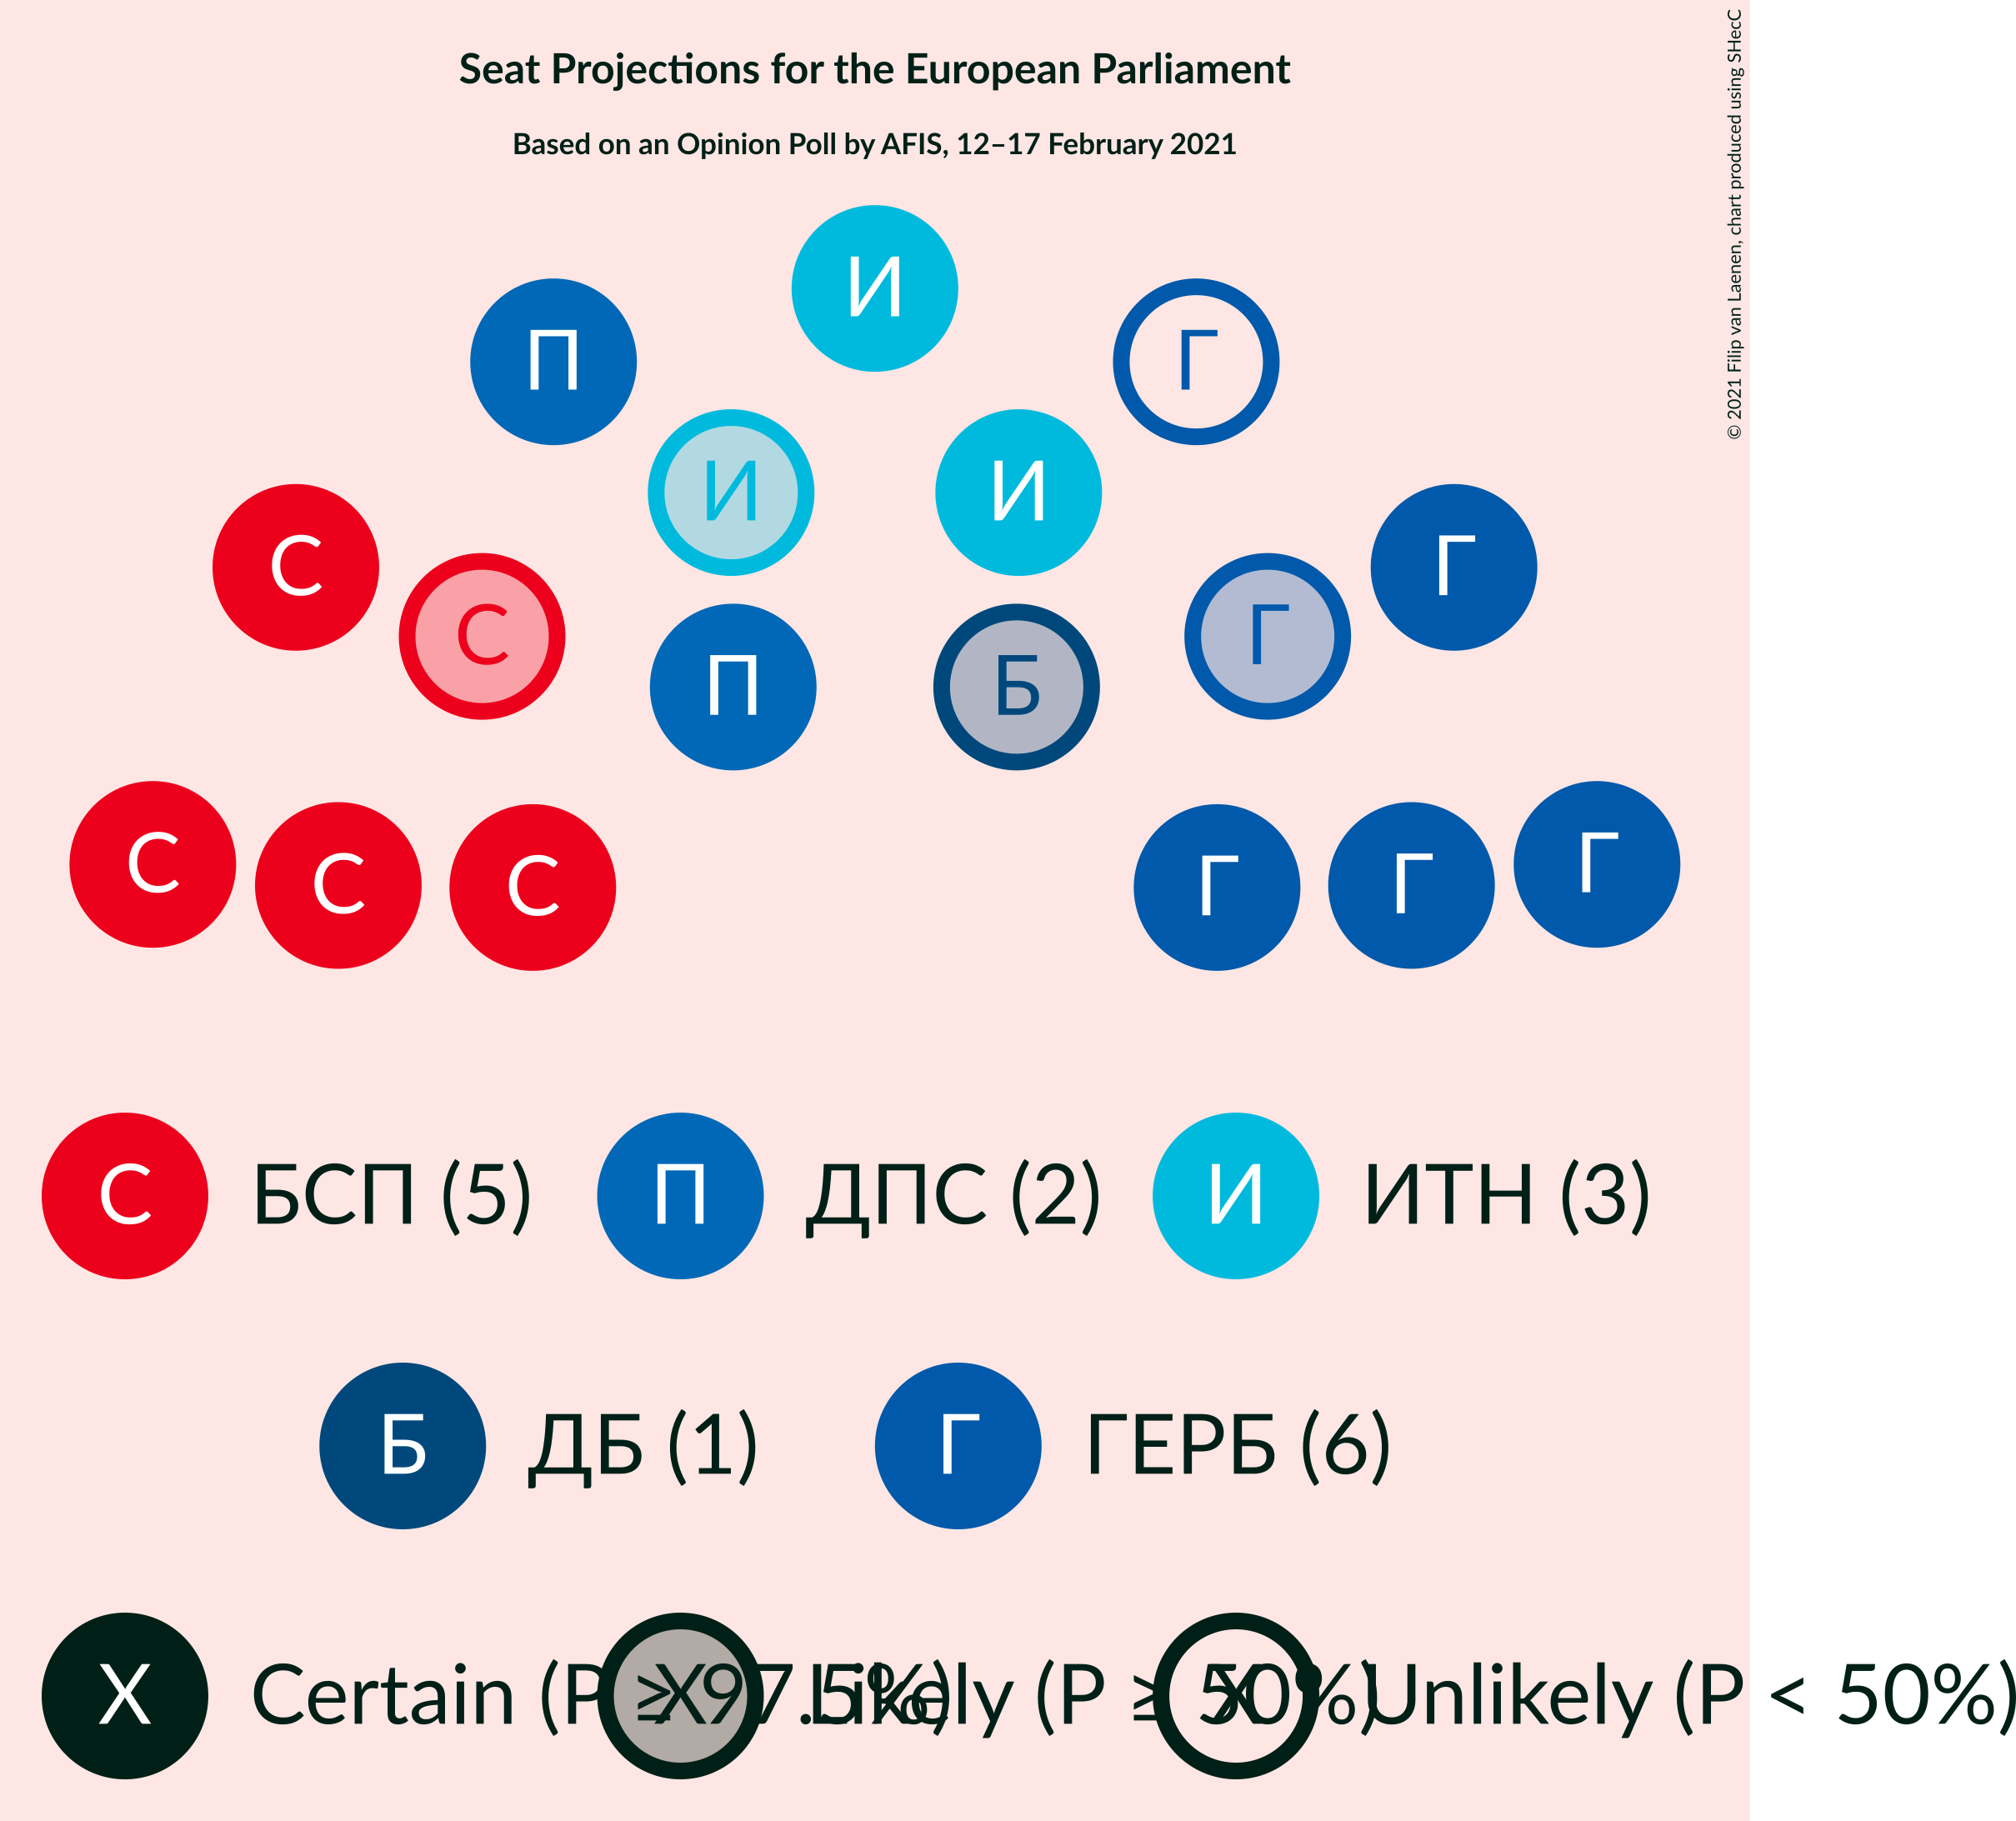 Seat Projections for the European Parliament
Based on an Opinion Poll by AFIS, 12–17 February 2021
© 2021 Filip van Laenen, chart produced using SHecC
И
П
Г
И
И
С
Г
С
Г
П
Б
С
С
С
Г
Г
Г
С БСП (5) П ДПС (2) И ИТН (3)
Б ДБ (1) Г ГЕРБ (6)
X Certain (P ≥ 97.5%) X Likely (P ≥ 50%) X Unlikely (P < 50%)